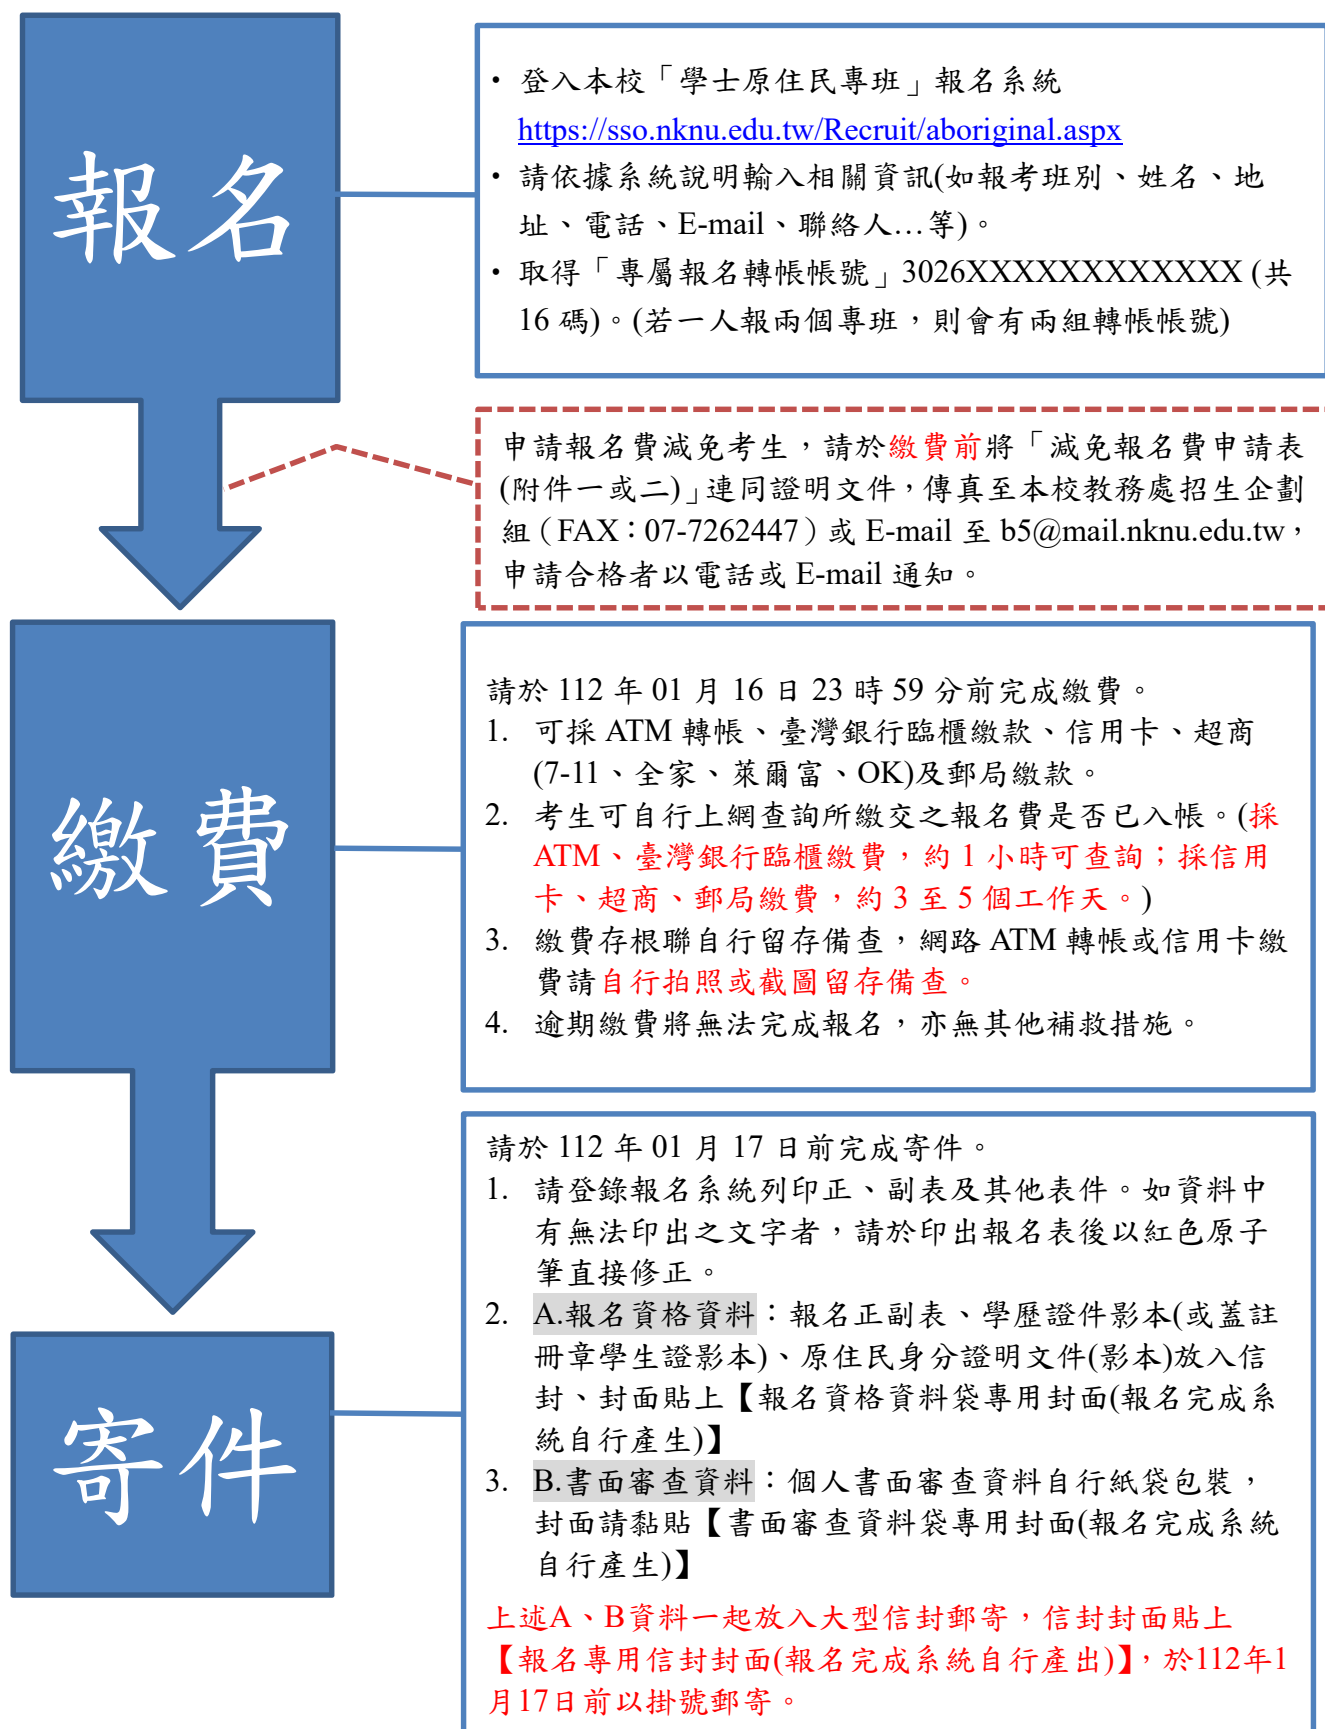 報名
・登入本校「學士原住民專班」報名系統
https://sso.nknu.edu.tw/Recruit/aboriginal.aspx
・請依據系統說明輸入相關資訊(如報考班別、姓名、地
址、電話、E-mail、聯絡人…等)。
・取得「專屬報名轉帳帳號」3026XXXXXXXXXXXX (共
16 碼)。(若一人報兩個專班，則會有兩組轉帳帳號)
申請報名費減免考生，請於繳費前將「減免報名費申請表
(附件一或二)」連同證明文件，傳真至本校教務處招生企劃
組（FAX：07-7262447）或 E-mail 至 b5@mail.nknu.edu.tw，
申請合格者以電話或 E-mail 通知。
繳費
請於 112 年 01 月 16 日 23 時 59 分前完成繳費。
1. 可採 ATM 轉帳、臺灣銀行臨櫃繳款、信用卡、超商
(7-11、全家、萊爾富、OK)及郵局繳款。
2. 考生可自行上網查詢所繳交之報名費是否已入帳。(採
ATM、臺灣銀行臨櫃繳費，約 1 小時可查詢；採信用
卡、超商、郵局繳費，約 3 至 5 個工作天。)
3. 繳費存根聯自行留存備查，網路 ATM 轉帳或信用卡繳
費請自行拍照或截圖留存備查。
4. 逾期繳費將無法完成報名，亦無其他補救措施。
寄件
請於 112 年 01 月 17 日前完成寄件。
1. 請登錄報名系統列印正、副表及其他表件。如資料中
有無法印出之文字者，請於印出報名表後以紅色原子
筆直接修正。
2. A.報名資格資料：報名正副表、學歷證件影本(或蓋註
冊章學生證影本)、原住民身分證明文件(影本)放入信
封、封面貼上【報名資格資料袋專用封面(報名完成系
統自行產生)】
3. B.書面審查資料：個人書面審查資料自行紙袋包裝，
封面請黏貼【書面審查資料袋專用封面(報名完成系統
自行產生)】
上述A、B資料一起放入大型信封郵寄，信封封面貼上
【報名專用信封封面(報名完成系統自行產出)】，於112年1
月17日前以掛號郵寄。